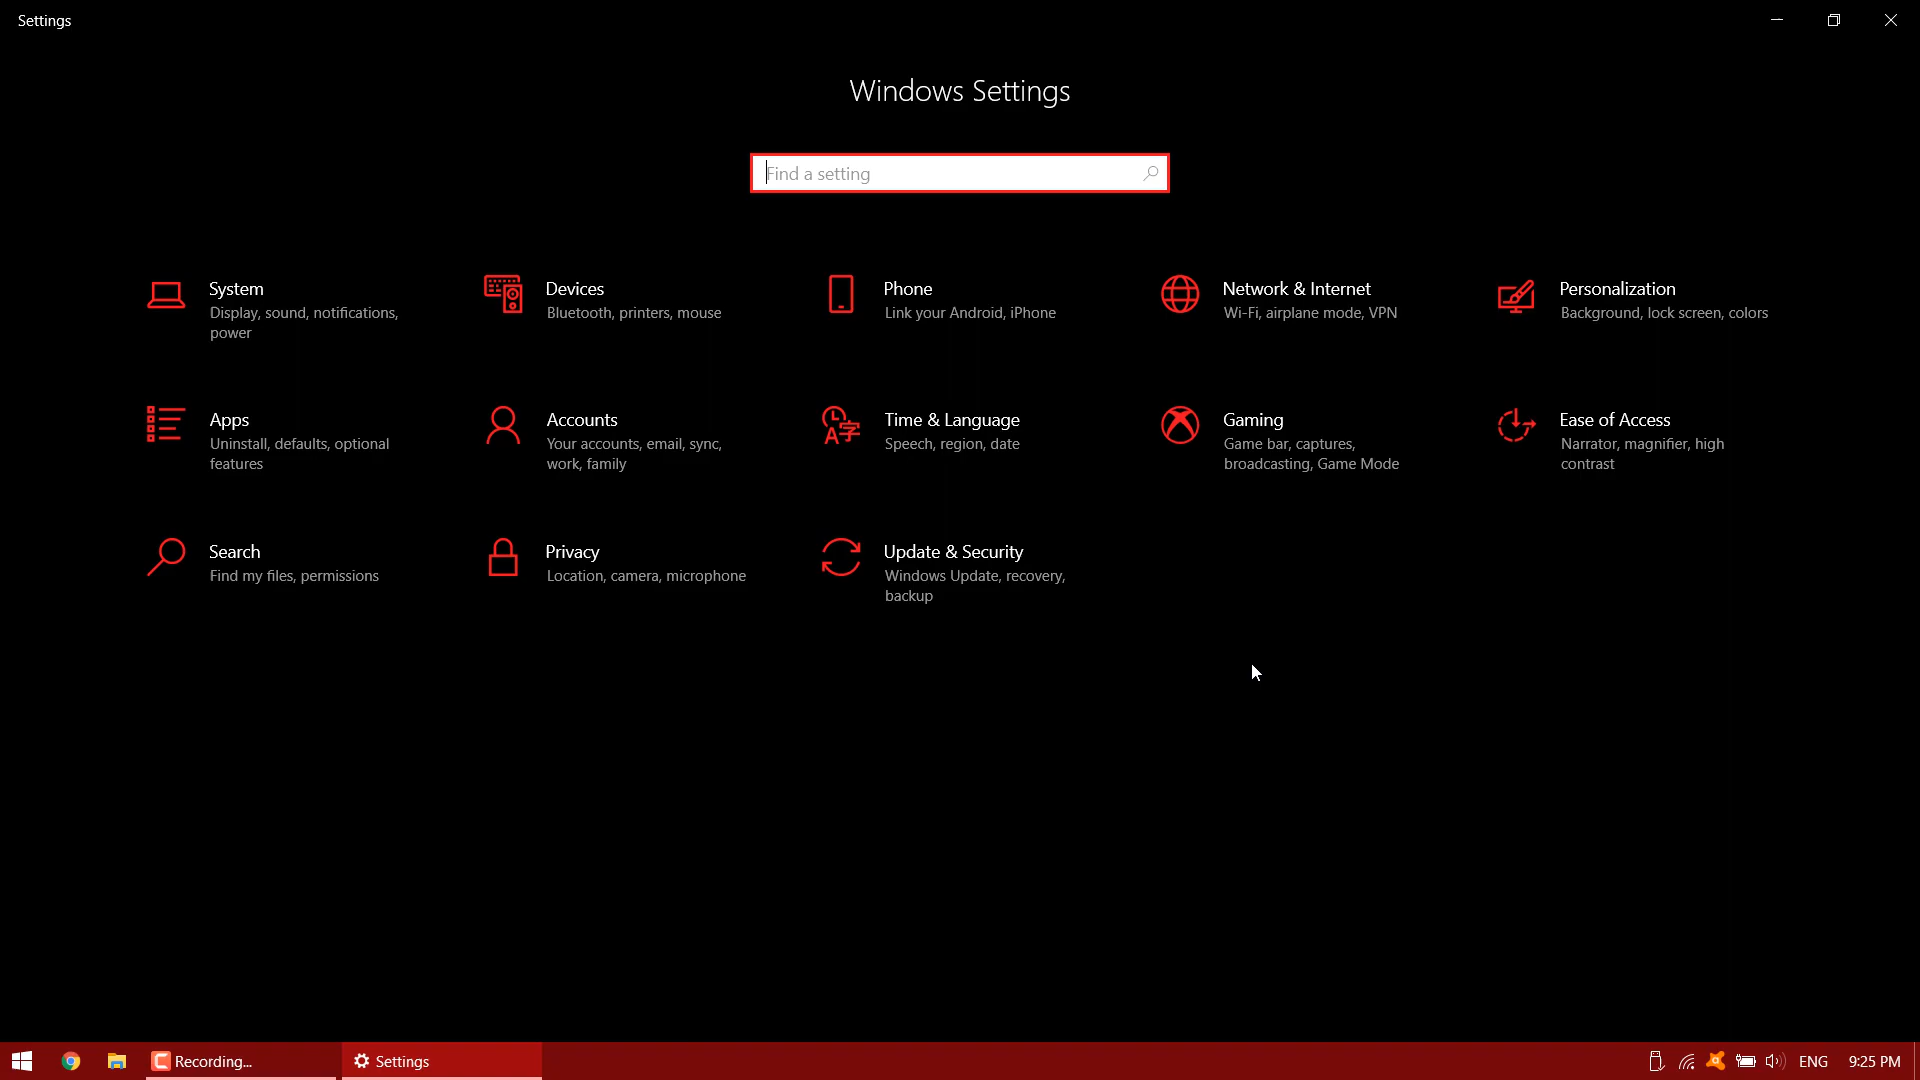 Settings
Windows Settings
Find a setting
System
Display, sound, notifications,
power
Devices
Bluetooth, printers, mouse
Phone
Link your Android, iPhone
Network & Internet
Wi-Fi, airplane mode, VPN
Personalization
Background, lock screen, colors
Apps
Uninstall, defaults, optional
features
Accounts
Your accounts, email, sync,
work, family
Time & Language
Speech, region, date
Gaming
Game bar, captures,
broadcasting, Game Mode
Ease of Access
Narrator, magnifier, high
contrast
Search
Find my files, permissions
Privacy
Location, camera, microphone
Update & Security
Windows Update, recovery,
backup
Recording...
Settings
ENG
9:25 PM